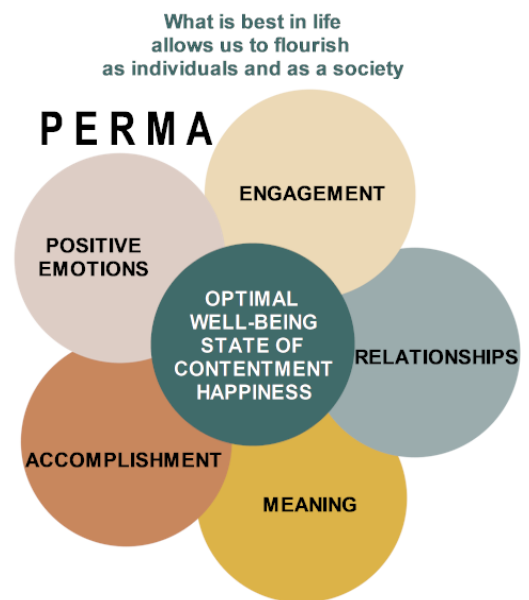 What is best in life
allows us to flourish
as individuals and as a society
PERMA
ENGAGEMENT
POSITIVE
EMOTIONS
OPTIMAL
WELL-BEING
STATE OF
CONTENTMENT
HAPPINESS
RELATIONSHIPS
ACCOMPLISHMENT
MEANING